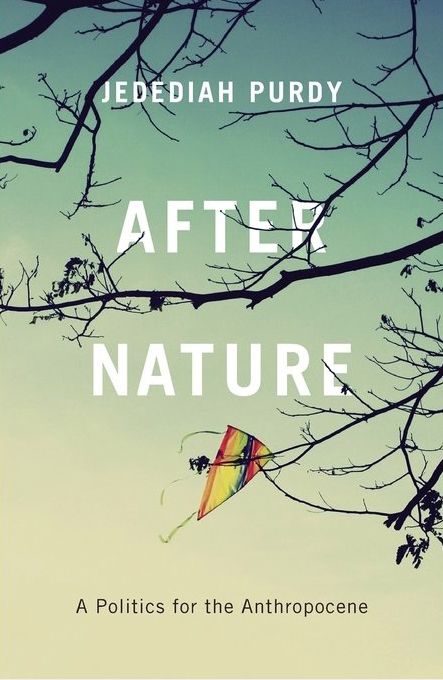 JEDEDIAH PURDY
AFTER
NATURE
A Politics for the Anthropocene